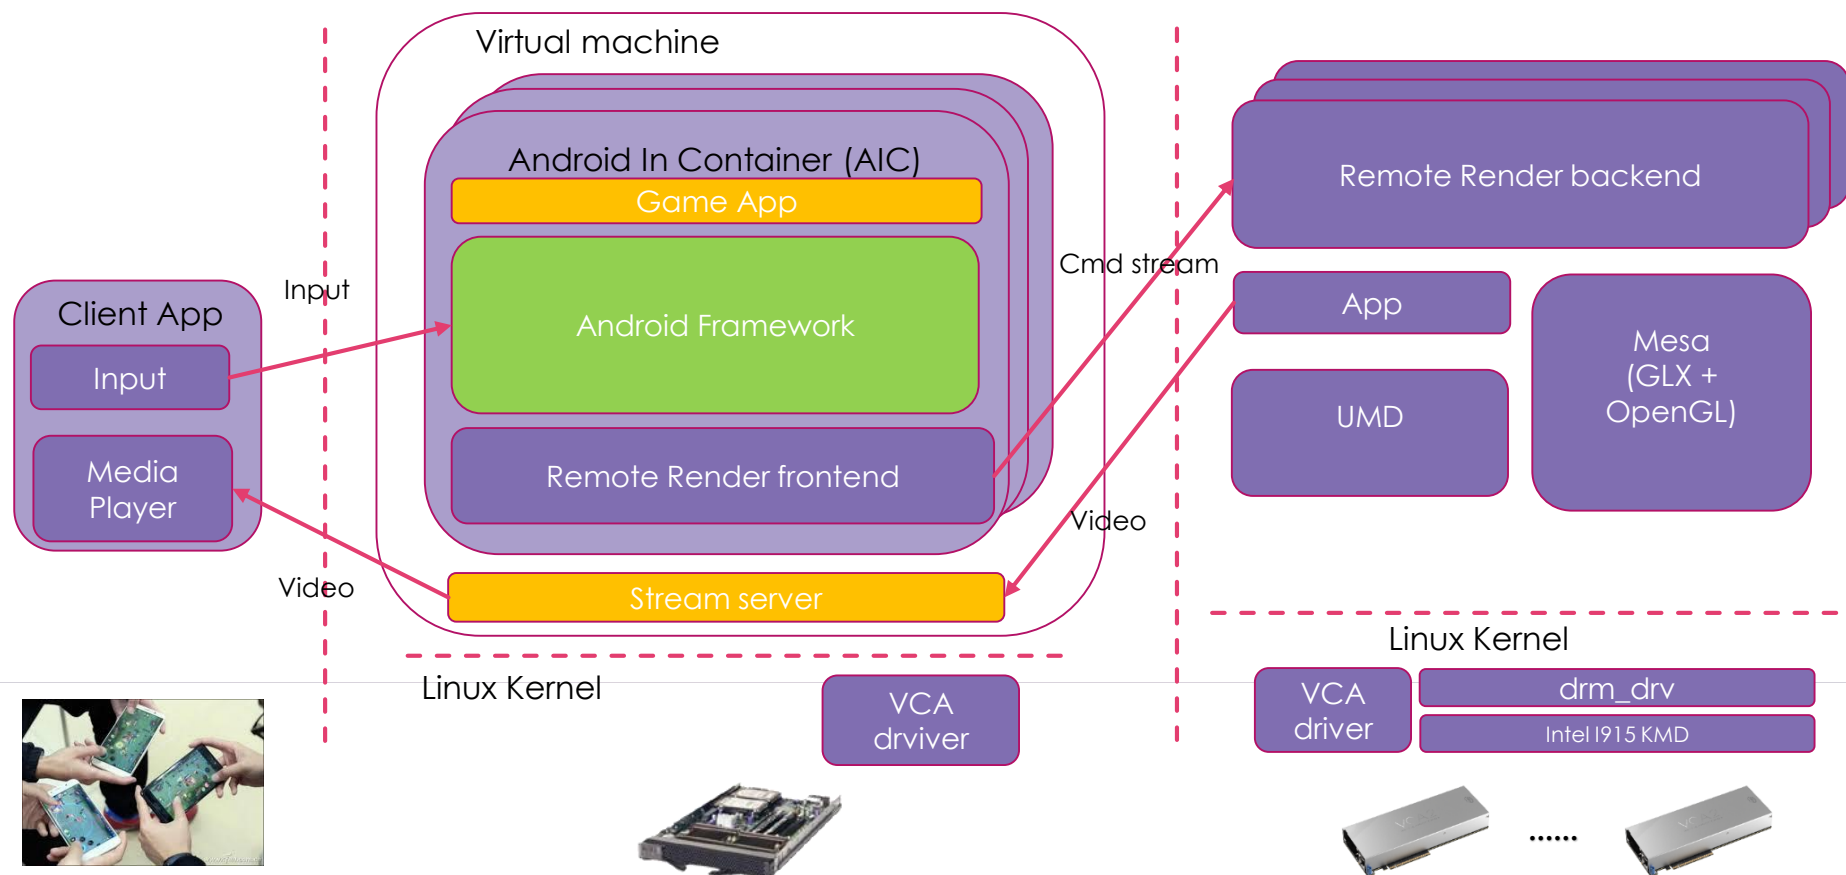 Virtual machine
Android In Container (AIC)
Game App
Android Framework
Remote Render frontend
Stream server
Client App
Input
Media
Player
Input
Video
Cmd stream
Video
Remote Render backend
App
UMD
Mesa
(GLX +
OpenGL)
Linux Kernel
VCA
drviver
Linux Kernel
VCA
driver
drm_drv
Intel I915 KMD
......